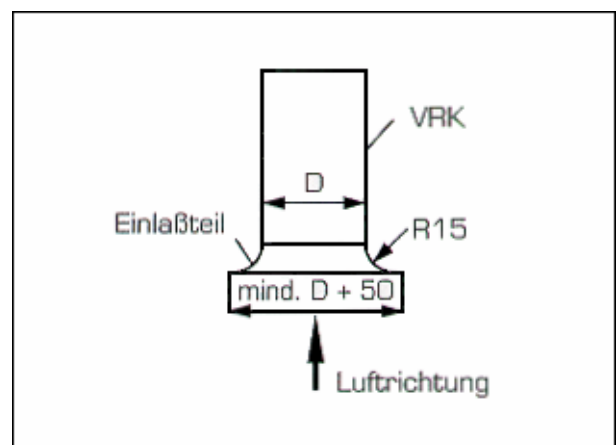 VRK
D
Einlaßteil
R15
mind. D + 50
Luftrichtung